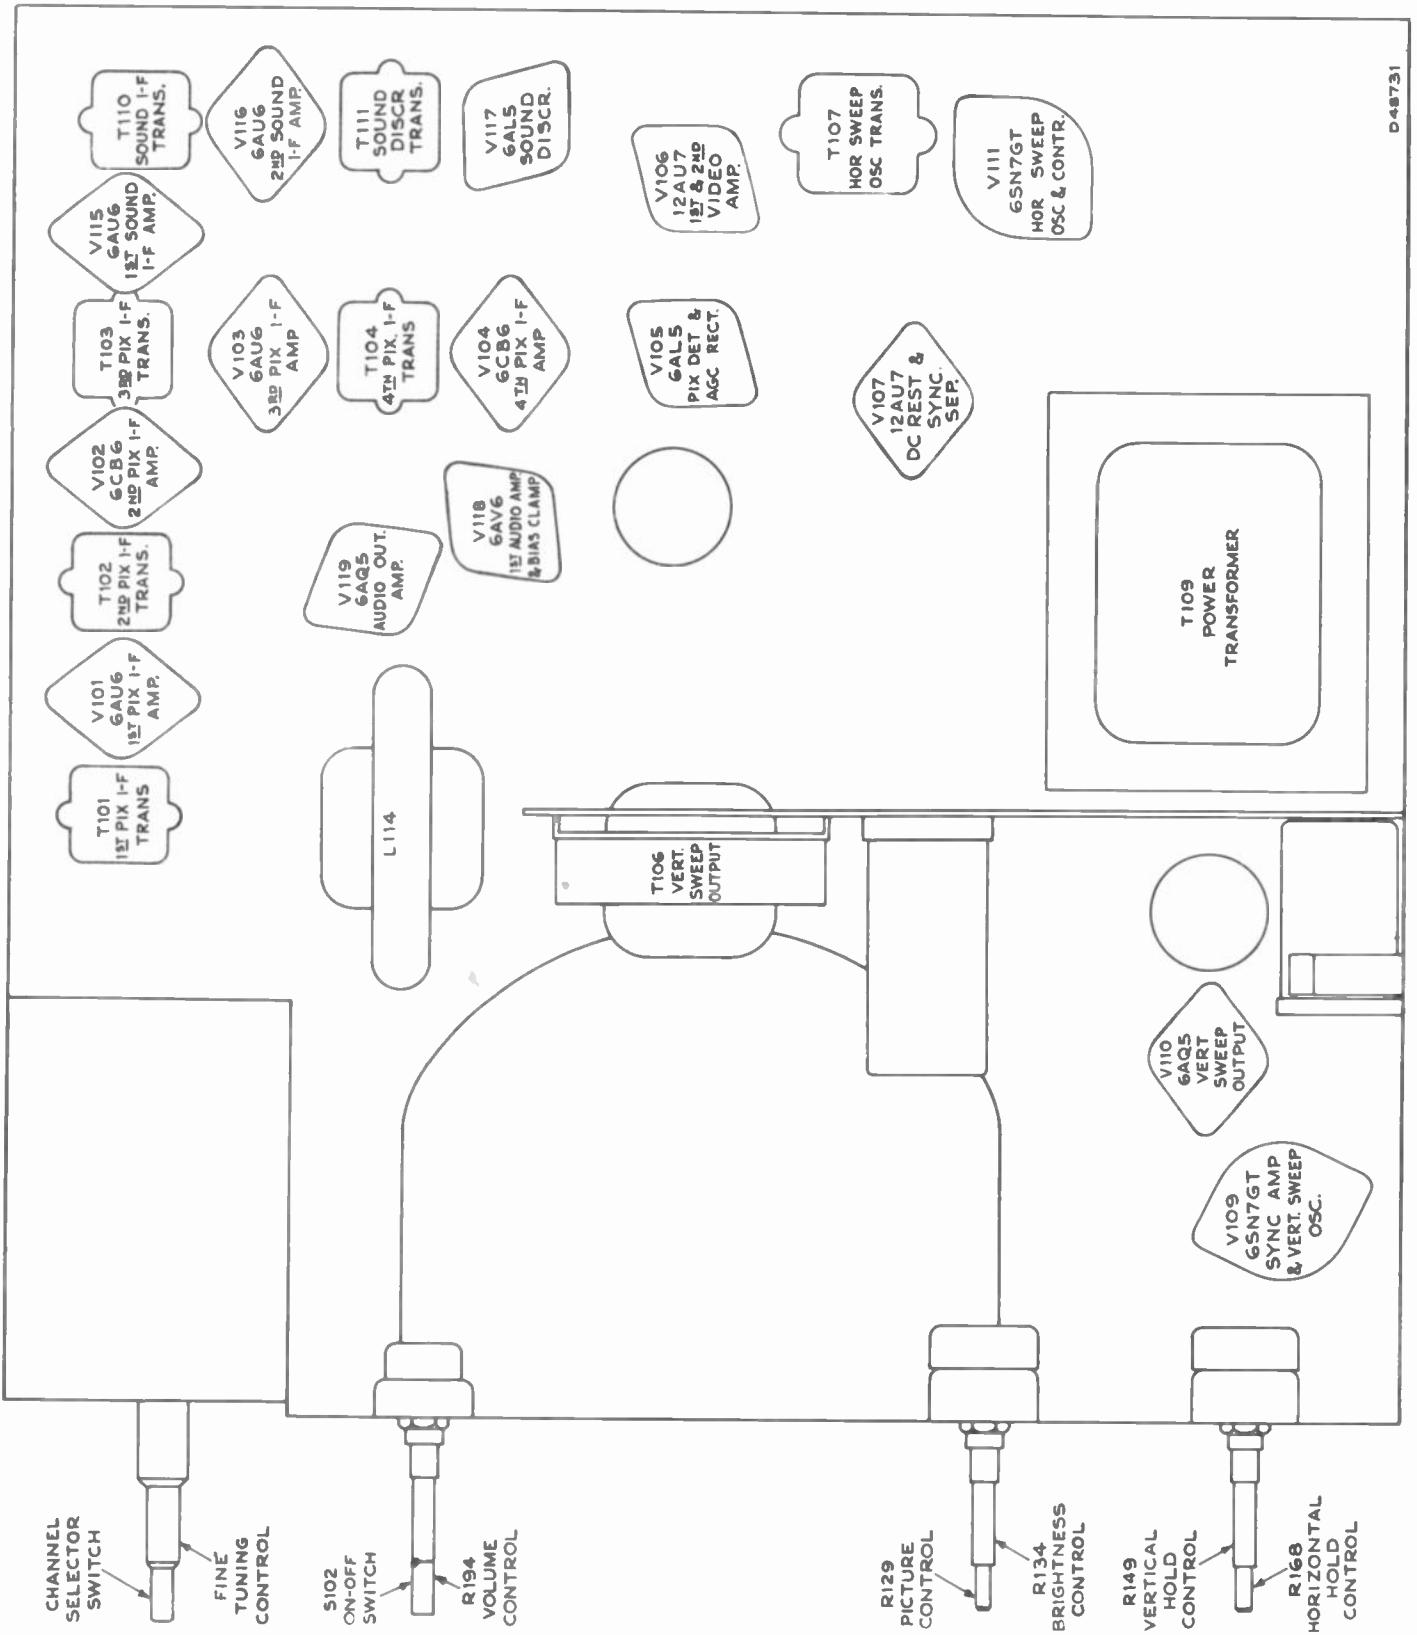 T110
SOUND I-F
TRANS.
V116
6AU6
2ND SOUND
I-F AMP.
T111
SOUND
DISCR
TRANS.
V117
6AL5
SOUND
DISCR.
V106
12AU7
1ST & 2ND
VIDEO
AMP.
T107
HOR SWEEP
OSC TRANS.
V111
6SN7GT
HOR SWEEP
OSC & CONTR.
D48731
V115
6AU6
1ST SOUND
I-F AMP.
T103
3RD PIX I-F
TRANS.
V103
6AU6
3RD PIX I-F
AMP
T104
4TH PIX. I-F
TRANS
V104
6CB6
4TH PIX I-F
AMP
V105
6AL5
PIX DET &
AGC RECT.
V107
12AU7
DC REST &
SYNC.
SEP.
V102
6CB6
2ND PIX I-F
AMP.
T102
2ND PIX I-F
TRANS.
V119
6AQ5
AUDIO OUT.
AMP.
V118
6AV6
1ST AUDIO AMP.
& BIAS CLAMP
T109
POWER
TRANSFORMER
V101
6AU6
1ST PIX I-F
AMP.
T101
1ST PIX I-F
TRANS
L114
T106
VERT.
SWEEP
OUTPUT
V110
6AQ5
VERT
SWEEP
OUTPUT
V109
6SN7GT
SYNC AMP
& VERT. SWEEP
OSC.
CHANNEL
SELECTOR
SWITCH
FINE
TUNING
CONTROL
S102
ON-OFF
SWITCH
R194
VOLUME
CONTROL
R129
PICTURE
CONTROL
R134
BRIGHTNESS
CONTROL
R149
VERTICAL
HOLD
CONTROL
R168
HORIZONTAL
HOLD
CONTROL